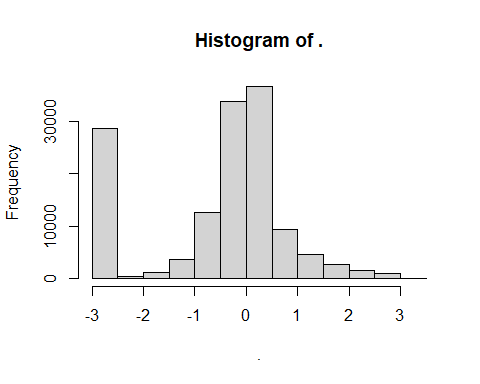 Histogram of .
Frequency
30000
10000
0
-3 -2 -1 0 1 2 3
.